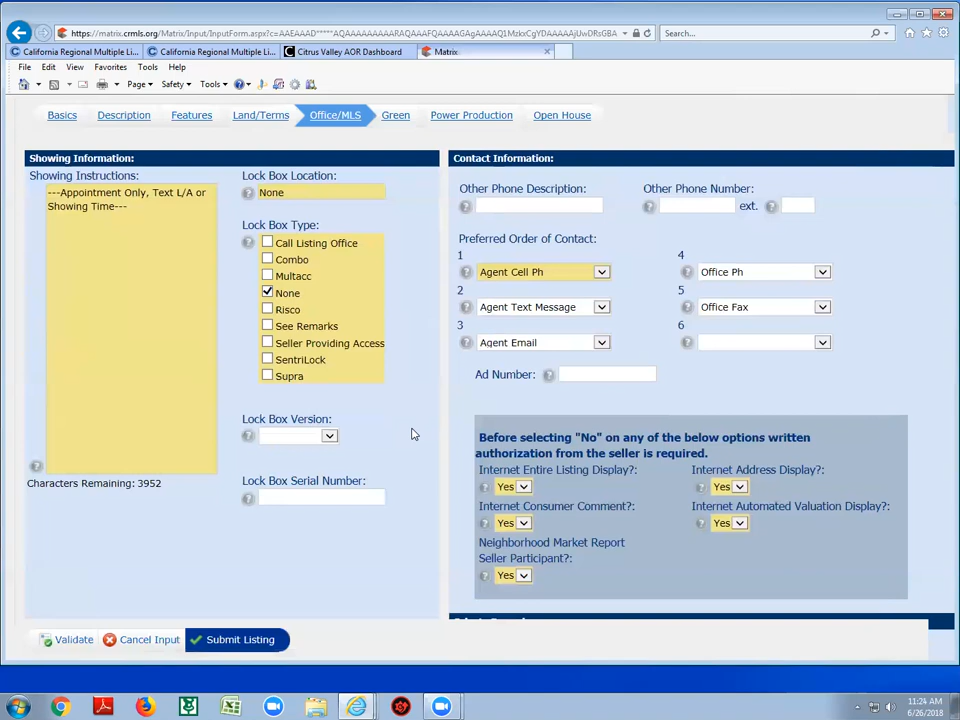 https://matrix.crmls.org/Matrix/Input/InputForm.aspx?c=
Search...
California Regional Multiple Li...
California Regional Multiple Li...
Citrus Valley AOR Dashboard
Matrix
File Edit View Favorites Tools Help
Page Safety Tools
Basics Description Features Land/Terms Office/MLS Green Power Production Open House
Showing Information:
Showing Instructions:
---Appointment Only, Text L/A or
Showing Time---
Characters Remaining: 3952
Lock Box Location:
None
Lock Box Type:
Call Listing Office
Combo
Multacc
None
Risco
See Remarks
Seller Providing Access
SentriLock
Supra
Lock Box Version:
Lock Box Serial Number:
Contact Information:
Other Phone Description: Other Phone Number:
ext.
Preferred Order of Contact:
1 4
Agent Cell Ph Office Ph
2 5
Agent Text Message Office Fax
3 6
Agent Email
Ad Number:
Before selecting "No" on any of the below options written
authorization from the seller is required.
Internet Entire Listing Display?: Internet Address Display?:
Yes Yes
Internet Consumer Comment?: Internet Automated Valuation Display?:
Yes Yes
Neighborhood Market Report
Seller Participant?:
Yes
Validate Cancel Input Submit Listing
11:24 AM
6/26/2018